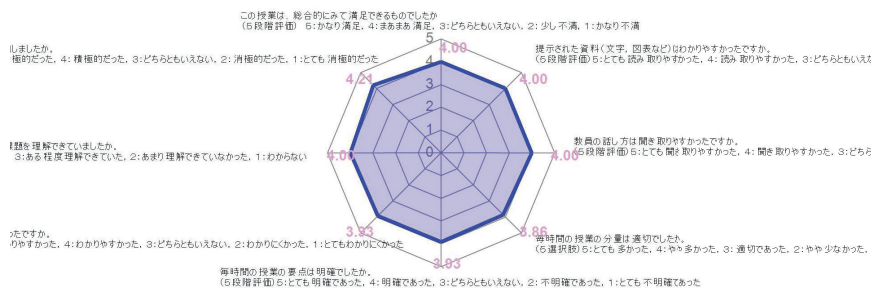 この授業は、総合的にみて満足できるものでしたか
(5段階評価) 5:かなり満足, 4:まあまあ満足, 3:どちらともいえない, 2:少し不満, 1:かなり不満
4.00
提示された資料(文字, 図表など)はわかりやすかったですか。
(5段階評価) 5:とても読み取りやすかった, 4:読み取りやすかった, 3:どちらともいえな
4.00
教員の話し方は聞き取りやすかったですか。
(5段階評価) 5:とても聞き取りやすかった, 4:聞き取りやすかった, 3:どちら
4.00
毎時間の授業の分量は適切でしたか。
(5選択肢) 5:とても多かった, 4:やや多かった, 3:適切であった, 2:やや少なかった,
3.86
毎時間の授業の要点は明確でしたか。
(5段階評価) 5:とても明確であった, 4:明確であった, 3:どちらともいえない, 2:不明確であった, 1:とても不明確であった
3.93
ったですか。
りやすかった, 4:わかりやすかった, 3:どちらともいえない, 2:わかりにくかった, 1:とてもわかりにくかった
3.93
課題を理解できていましたか。
3:ある程度理解できていた, 2:あまり理解できていなかった, 1:わからない
4.00
しましたか。
極的だった, 4:積極的だった, 3:どちらともいえない, 2:消極的だった, 1:とても消極的だった
4.21
5
4
3
2
1
0